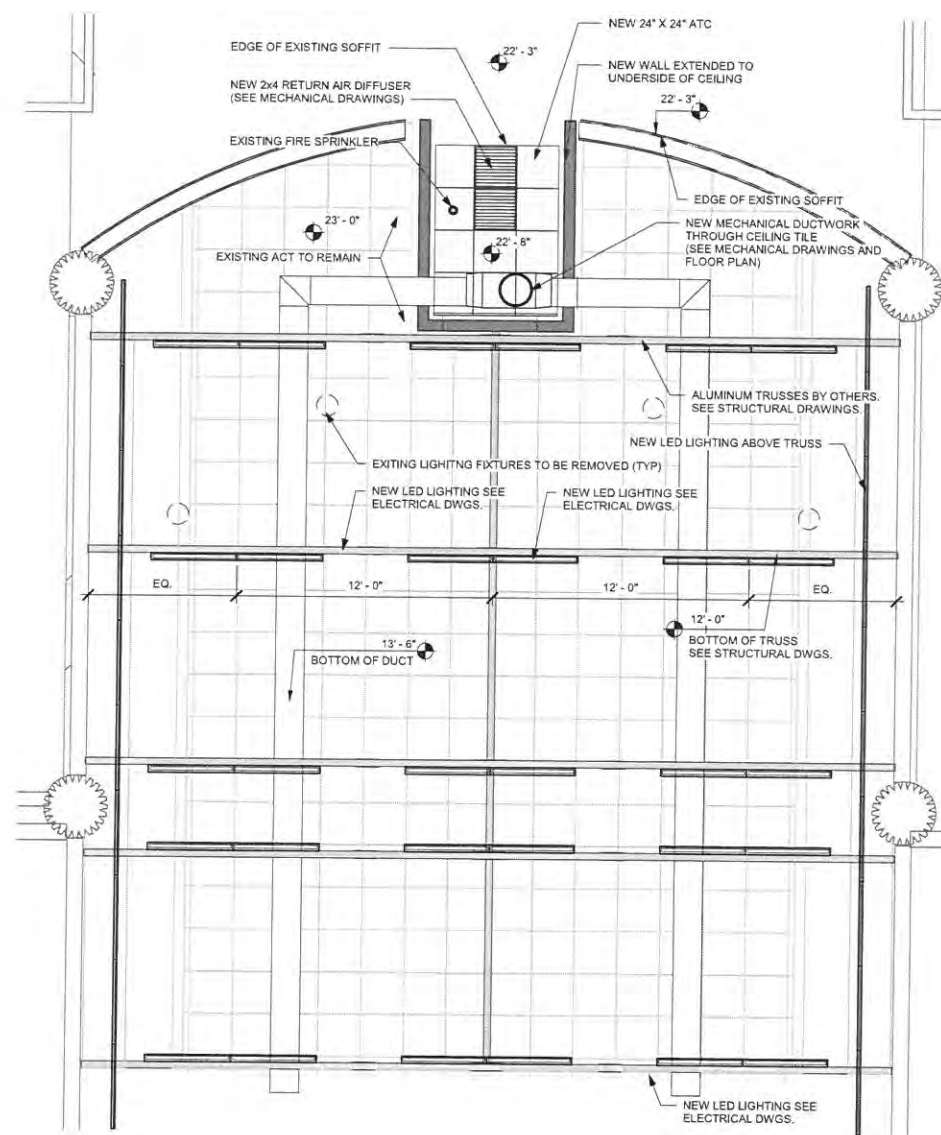 NEW 24" X 24" ATC
EDGE OF EXISTING SOFFIT
22' - 3"
NEW WALL EXTENDED TO
UNDERSIDE OF CEILING
NEW 2x4 RETURN AIR DIFFUSER
(SEE MECHANICAL DRAWINGS)
22' - 3"
EXISTING FIRE SPRINKLER
EDGE OF EXISTING SOFFIT
23' - 0"
NEW MECHANICAL DUCTWORK
THROUGH CEILING TILE
(SEE MECHANICAL DRAWINGS AND
FLOOR PLAN)
22' - 8"
EXISTING ACT TO REMAIN
ALUMINUM TRUSSES BY OTHERS.
SEE STRUCTURAL DRAWINGS.
NEW LED LIGHTING ABOVE TRUSS
EXITING LIGHITNG FIXTURES TO BE REMOVED (TYP)
NEW LED LIGHTING SEE
ELECTRICAL DWGS.
NEW LED LIGHTING SEE
ELECTRICAL DWGS.
EQ.
12' - 0"
12' - 0"
EQ.
12' - 0"
BOTTOM OF TRUSS
SEE STRUCTURAL DWGS.
13' - 6"
BOTTOM OF DUCT
NEW LED LIGHTING SEE
ELECTRICAL DWGS.